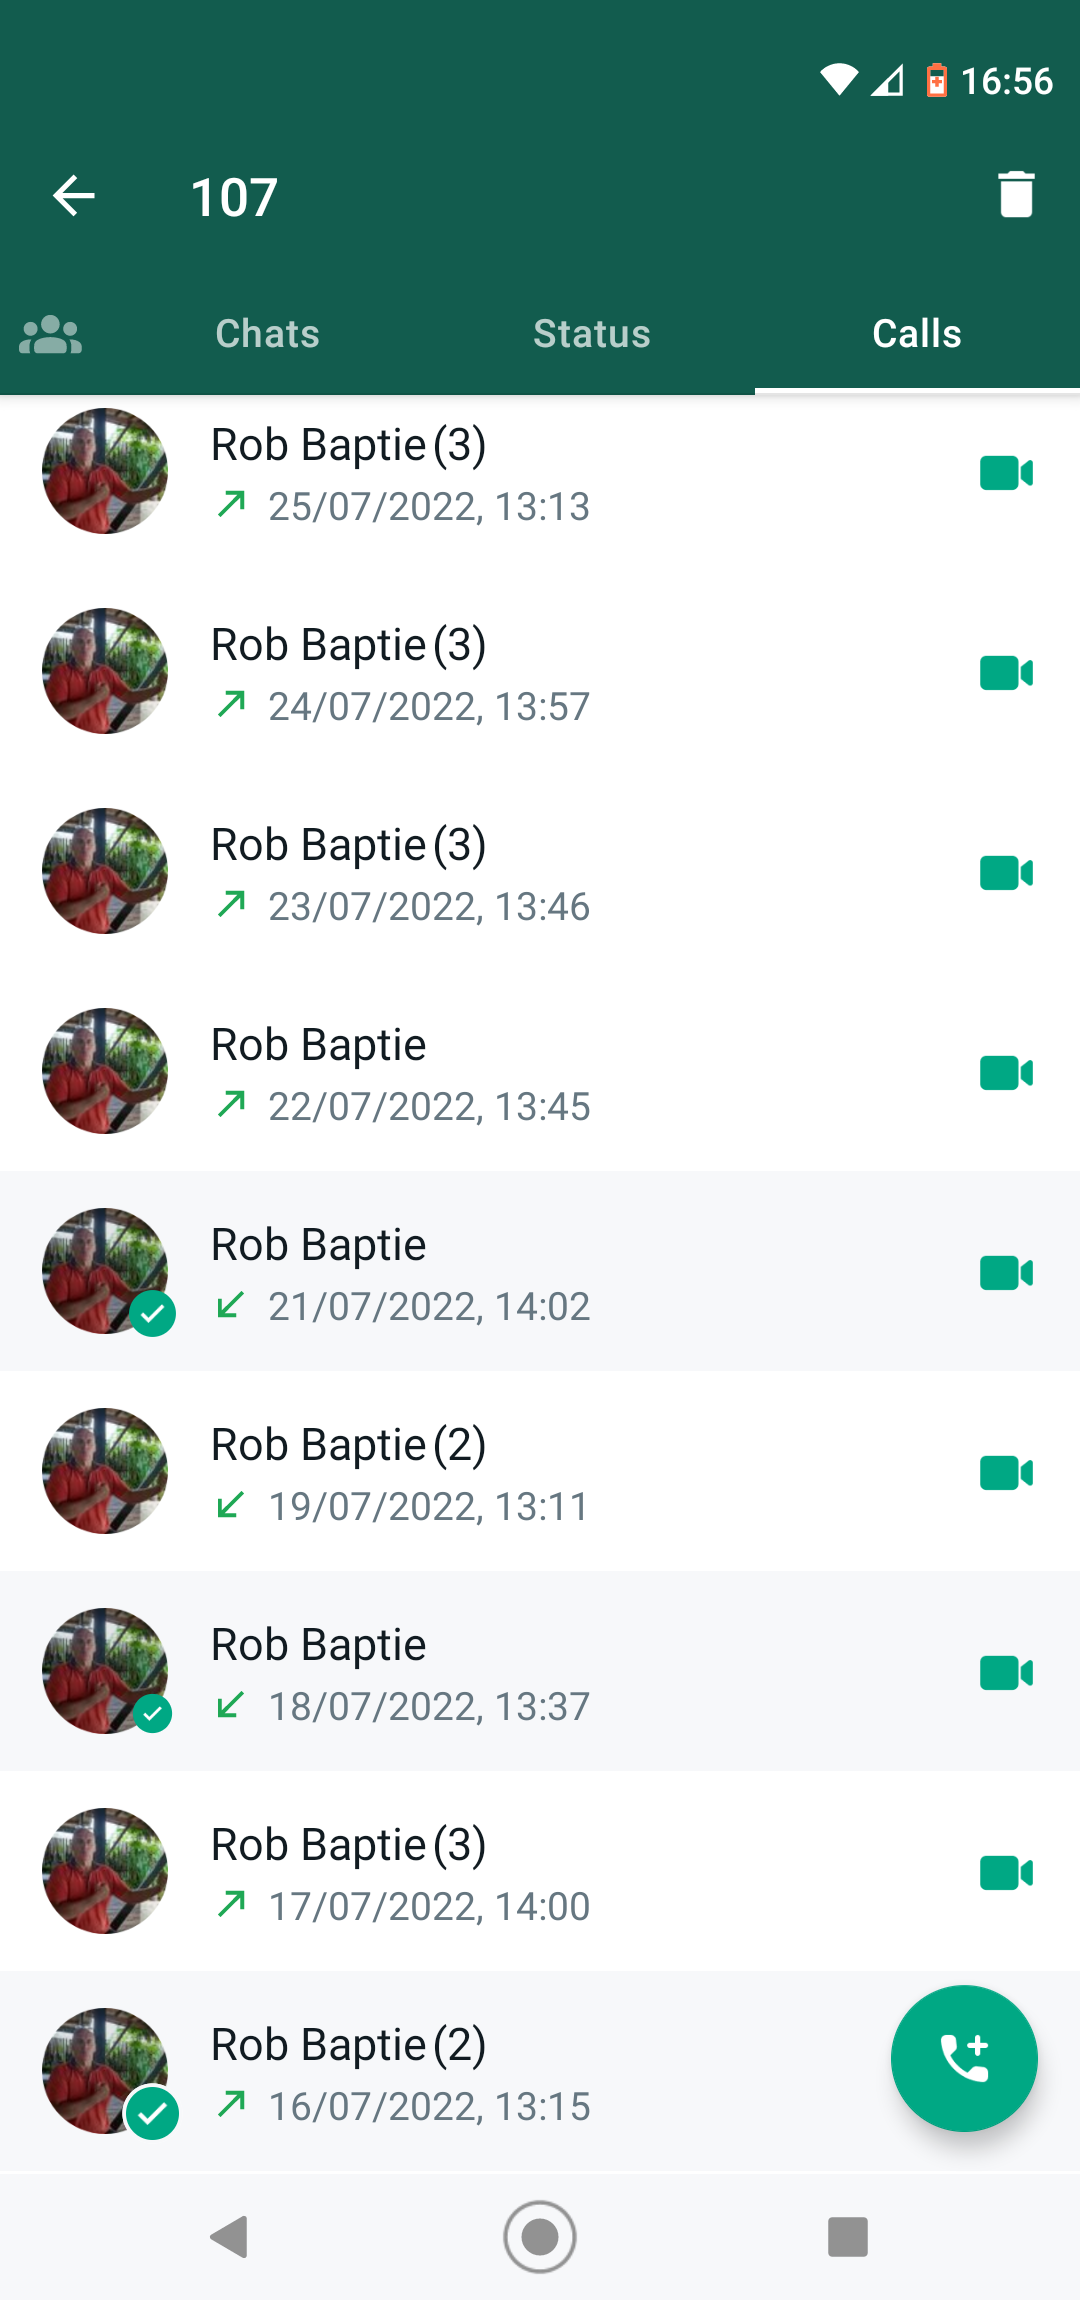 16:56
107
Chats Status Calls
Rob Baptie (3)
25/07/2022, 13:13
Rob Baptie (3)
24/07/2022, 13:57
Rob Baptie (3)
23/07/2022, 13:46
Rob Baptie
22/07/2022, 13:45
Rob Baptie
21/07/2022, 14:02
Rob Baptie (2)
19/07/2022, 13:11
Rob Baptie
18/07/2022, 13:37
Rob Baptie (3)
17/07/2022, 14:00
Rob Baptie (2)
16/07/2022, 13:15